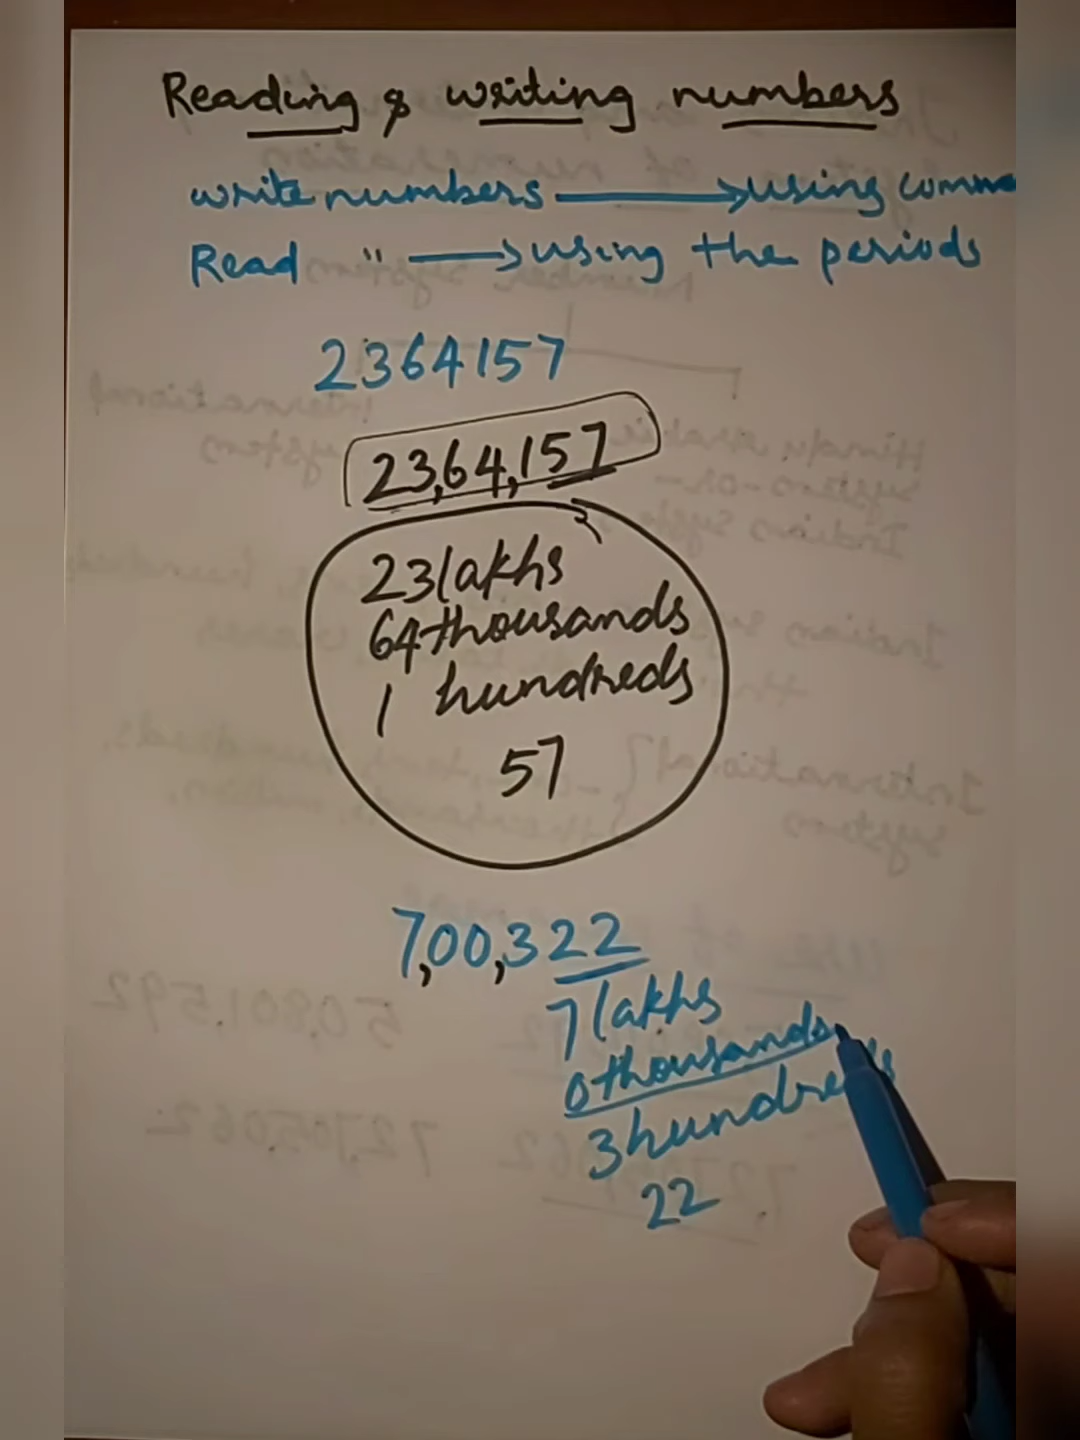 Reading & writing numbers
write numbers → using comma
Read " → using the periods
2364157
23,64,157
23 lakhs
64 thousands
1 hundreds
57
7,00,322
7 lakhs
0 thousands
3 hundreds
22